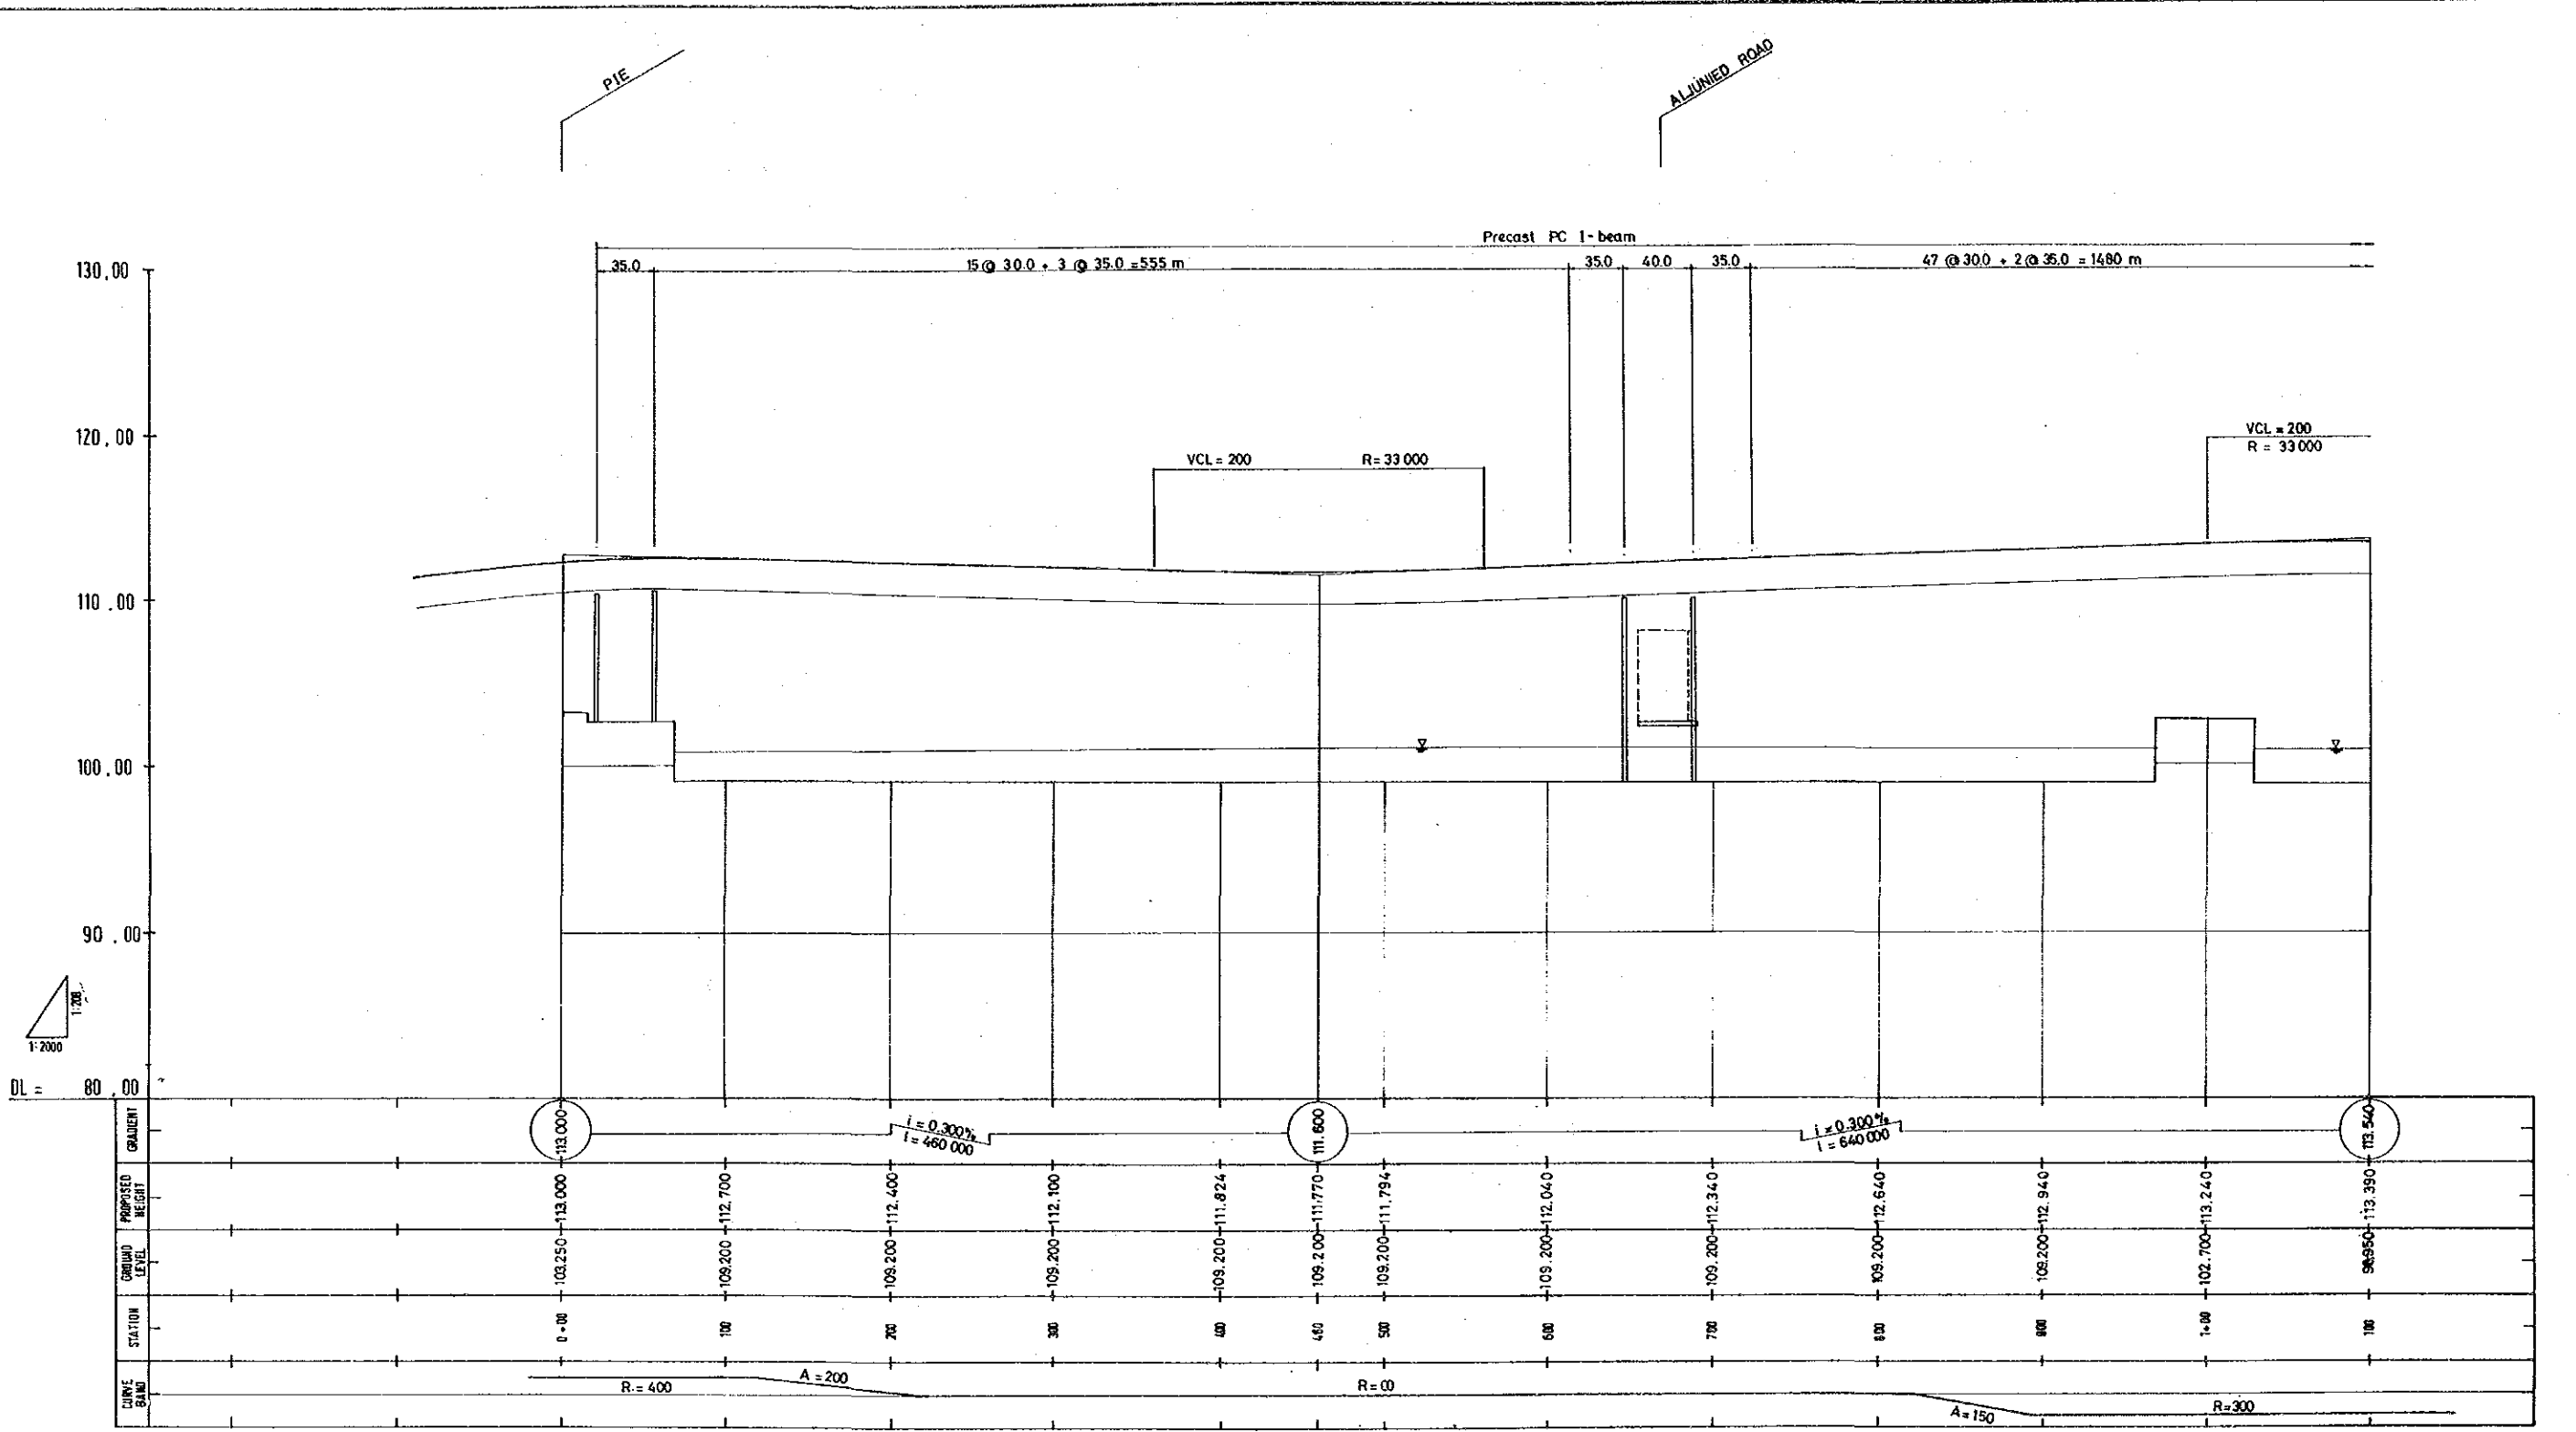 PIE
ALJUNIED ROAD
Precast PC I-beam
35.0
15 @ 30.0 + 3 @ 35.0 =555 m
35.0
40.0
35.0
47 @ 30.0 + 2 @ 35.0 = 1480 m
130.00
120.00
110.00
100.00
90.00
DL = 80.00
VCL = 200
R= 33 000
VCL = 200
R = 33 000
1:2000
GRADIENT
113.000
i = 0.300%
l = 460 000
111.600
i = 0.300%
l = 640 000
113.540
PROPOSED HEIGHT
113.000
112.700
112.400
112.100
111.824
111.770
111.794
112.040
112.340
112.640
112.940
113.240
113.390
GROUND LEVEL
103.250
109.200
109.200
109.200
109.200
109.200
109.200
109.200
109.200
109.200
109.200
102.700
STATION
0+00
100
200
300
400
460
500
600
700
800
900
1+00
100
CURVE BAND
R = 400
A = 200
R = ∞
A = 150
R = 300